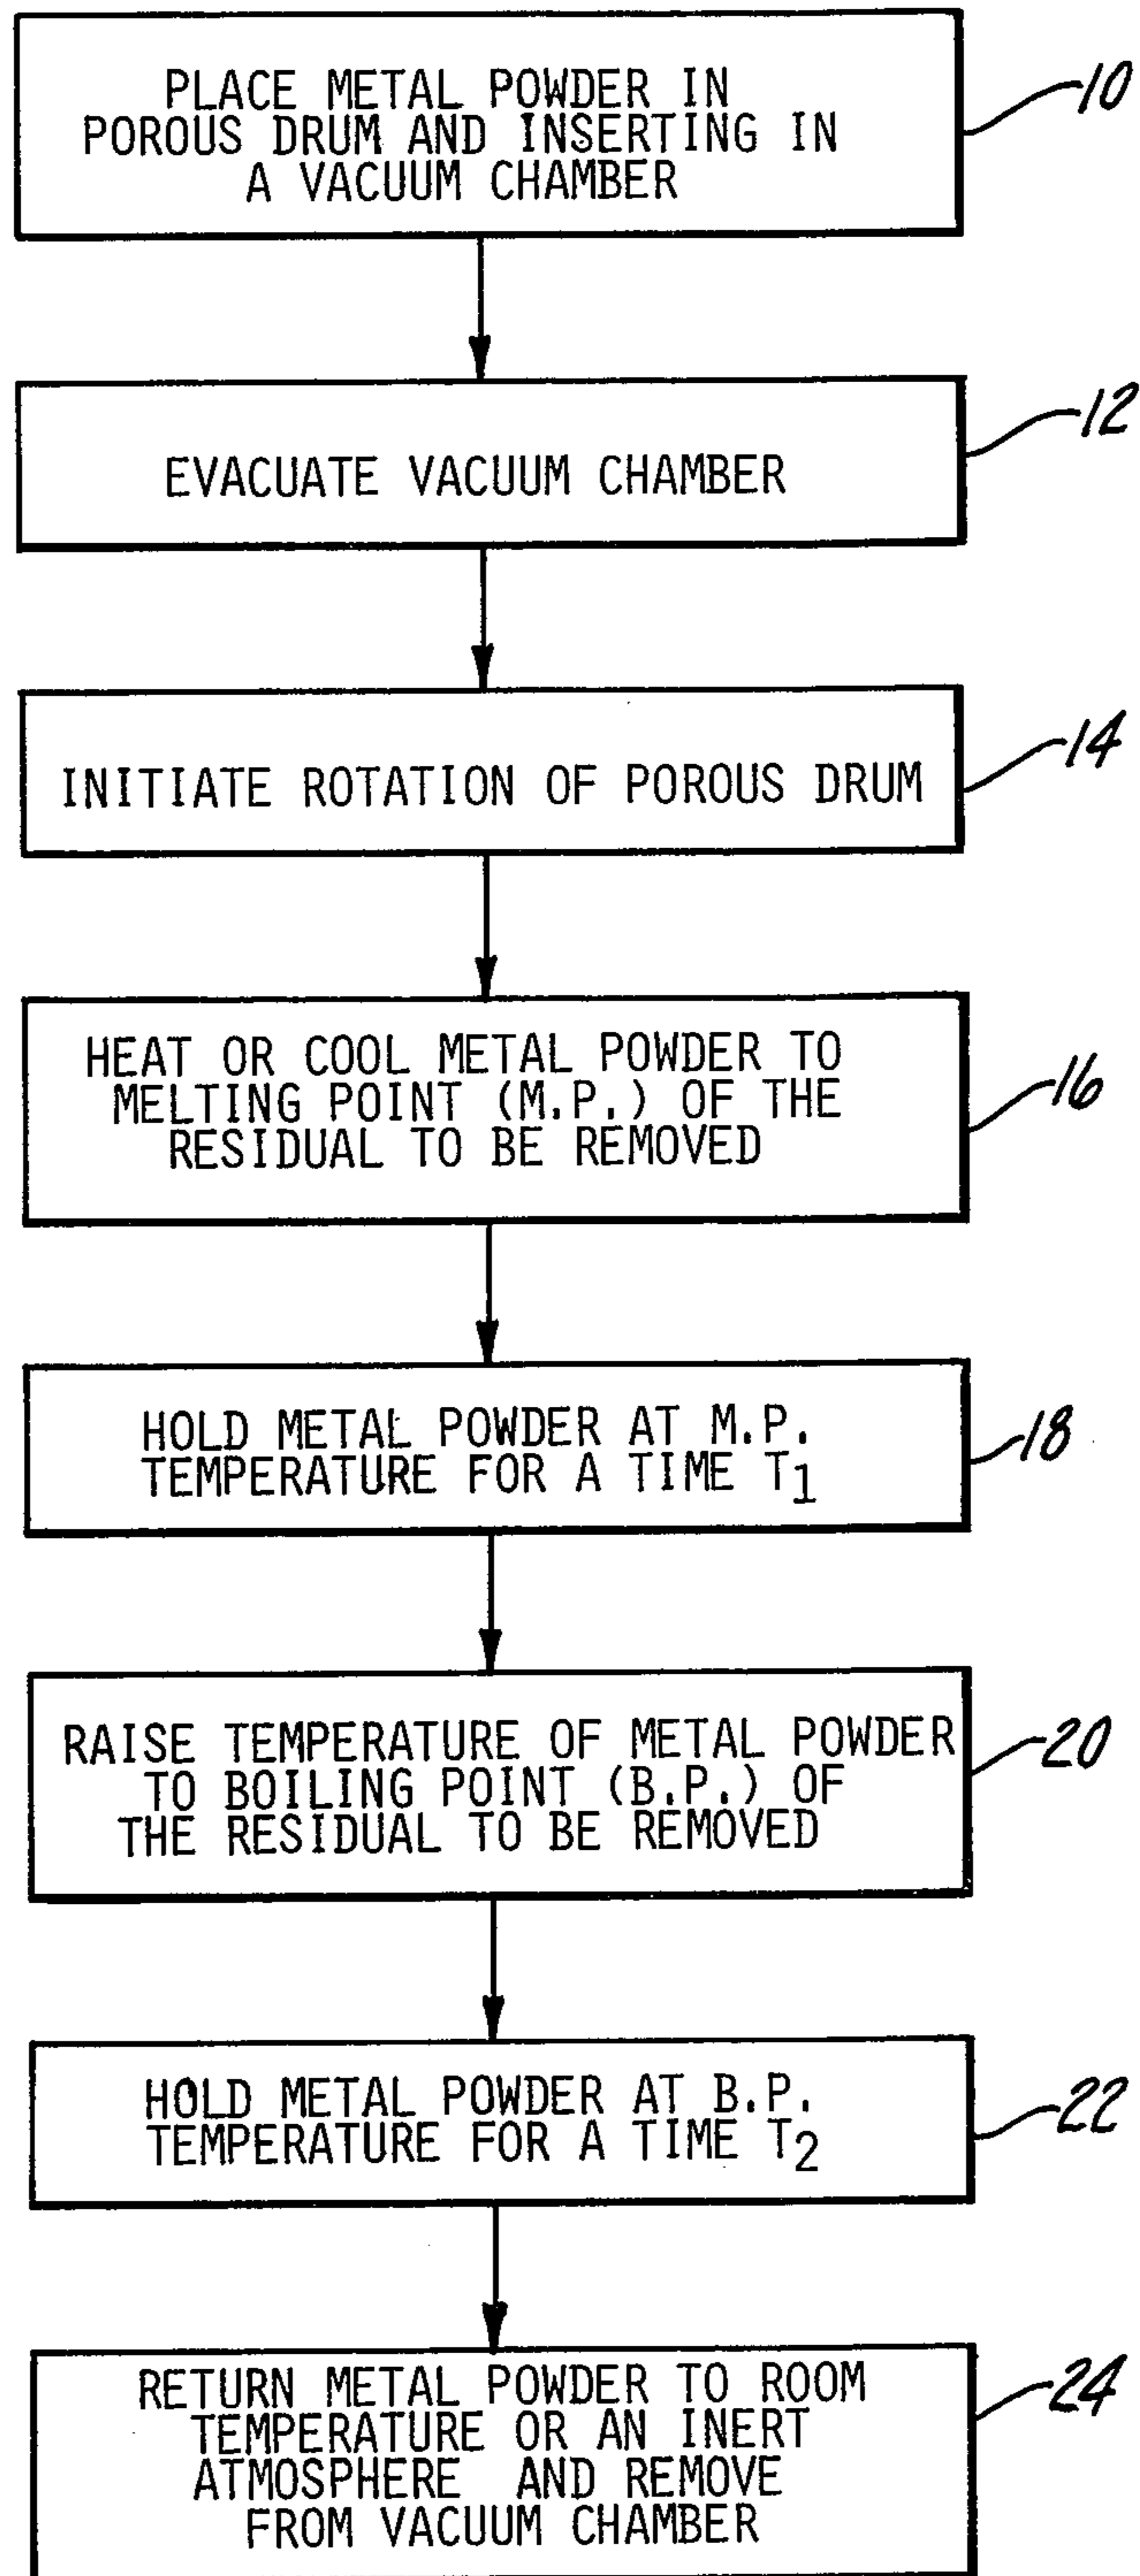 PLACE METAL POWDER IN
POROUS DRUM AND INSERTING IN
A VACUUM CHAMBER
10
EVACUATE VACUUM CHAMBER
12
INITIATE ROTATION OF POROUS DRUM
14
HEAT OR COOL METAL POWDER TO
MELTING POINT (M.P.) OF THE
RESIDUAL TO BE REMOVED
16
HOLD METAL POWDER AT M.P.
TEMPERATURE FOR A TIME T1
18
RAISE TEMPERATURE OF METAL POWDER
TO BOILING POINT (B.P.) OF
THE RESIDUAL TO BE REMOVED
20
HOLD METAL POWDER AT B.P.
TEMPERATURE FOR A TIME T2
22
RETURN METAL POWDER TO ROOM
TEMPERATURE OR AN INERT
ATMOSPHERE AND REMOVE
FROM VACUUM CHAMBER
24